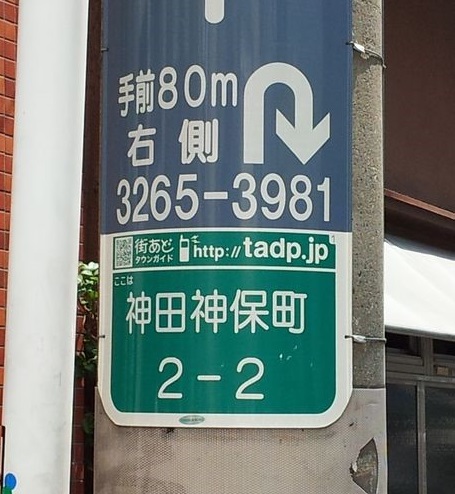 手前80m
右側
3265-3981
街あど
タウンガイド
http://tadp.jp
ここは
神田神保町
2-2